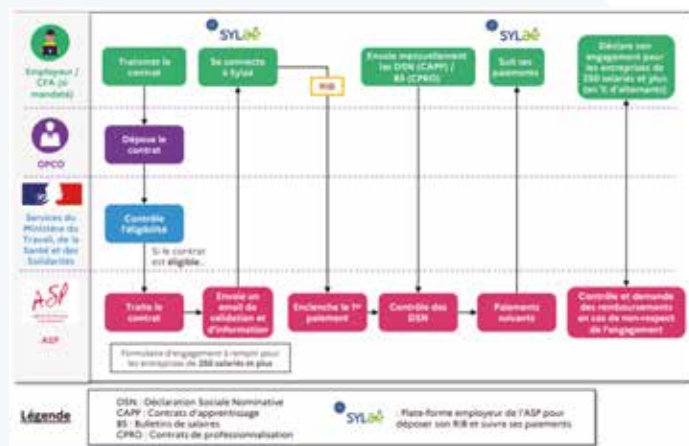 SYLaé
SYLaé
Employeur /
CFA (si
mandaté)
Transmet le
contrat
Se connecte
à Sylaé
RIB
Envoie mensuellement
les DSN (CAPP) /
BS (CPRO)
Suit ses
paiements
Déclare son
engagement pour
les entreprises de
250 salariés et plus
(en % d'alternants)
OPCO
Dépose le
contrat
Services du
Ministère du
Travail, de la
Santé et des
Solidarités
Contrôle
l'éligibilité
Si le contrat
est éligible...
ASP
ASP
Traite le
contrat
Envoie un
email de
validation et
d'information
Enclenche le 1er
paiement
Contrôle des
DSN
Paiements
suivants
Contrôle et demande
des remboursements
en cas de non-respect
de l'engagement
Formulaire d'engagement à remplir pour
les entreprises de 250 salariés et plus
Légende
DSN : Déclaration Sociale Nominative
CAPP : Contrats d'apprentissage
BS : Bulletins de salaires
CPRO : Contrats de professionnalisation
SYLaé
: Plate-forme employeur de l'ASP pour
déposer son RIB et suivre ses paiements